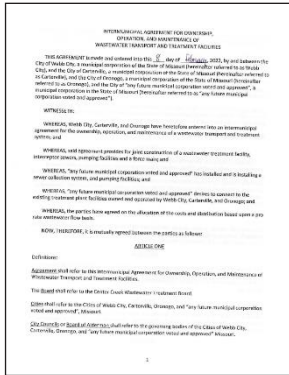 INTERMUNICIPAL AGREEMENT FOR OWNERSHIP,
OPERATION, AND MAINTENANCE OF
WASTEWATER TRANSPORT AND TREATMENT FACILITIES
THIS AGREEMENT is made and entered into this 8 day of February, 2022, by and between the
City of Webb City, a municipal corporation of the State of Missouri (hereinafter referred to as Webb
City), and the City of Carterville, a municipal corporation of the State of Missouri (hereinafter referred to
as Carterville), and the City of Oronogo, a municipal corporation of the State of Missouri (hereinafter
referred to as Oronogo), and the City of "any future municipal corporation voted and approved", a
municipal corporation in the State of Missouri (hereinafter referred to as "any future municipal
corporation voted and approved").
WITNESSETH:
WHEREAS, Webb City, Carterville, and Oronogo have heretofore entered into an intermunicipal
agreement for the ownership, operation, and maintenance of a wastewater transport and treatment
system; and
WHEREAS, said agreement provides for joint construction of a wastewater treatment facility,
interceptor sewers, pumping facilities and a force main; and
WHEREAS, "any future municipal corporation voted and approved" has installed and is installing a
sewer collection system, and pumping facilities; and
WHEREAS, "any future municipal corporation voted and approved" desires to connect to the
existing treatment plant facilities owned and operated by Webb City, Carterville, and Oronogo; and
WHEREAS, the parties have agreed on the allocation of the costs and distribution based upon a pro
rata wastewater flow basis.
NOW, THEREFORE, it is mutually agreed between the parties as follows:
ARTICLE ONE
Definitions:
Agreement shall refer to this Intermunicipal Agreement for Ownership, Operation, and Maintenance of
Wastewater Transport and Treatment Facilities.
The Board shall refer to the Center Creek Wastewater Treatment Board.
Cities shall refer to the Cities of Webb City, Carterville, Oronogo, and "any future municipal corporation
voted and approved", Missouri.
City Councils or Board of Aldermen shall refer to the governing bodies of the Cities of Webb City,
Carterville, Oronogo, and "any future municipal corporation voted and approved" Missouri.
1